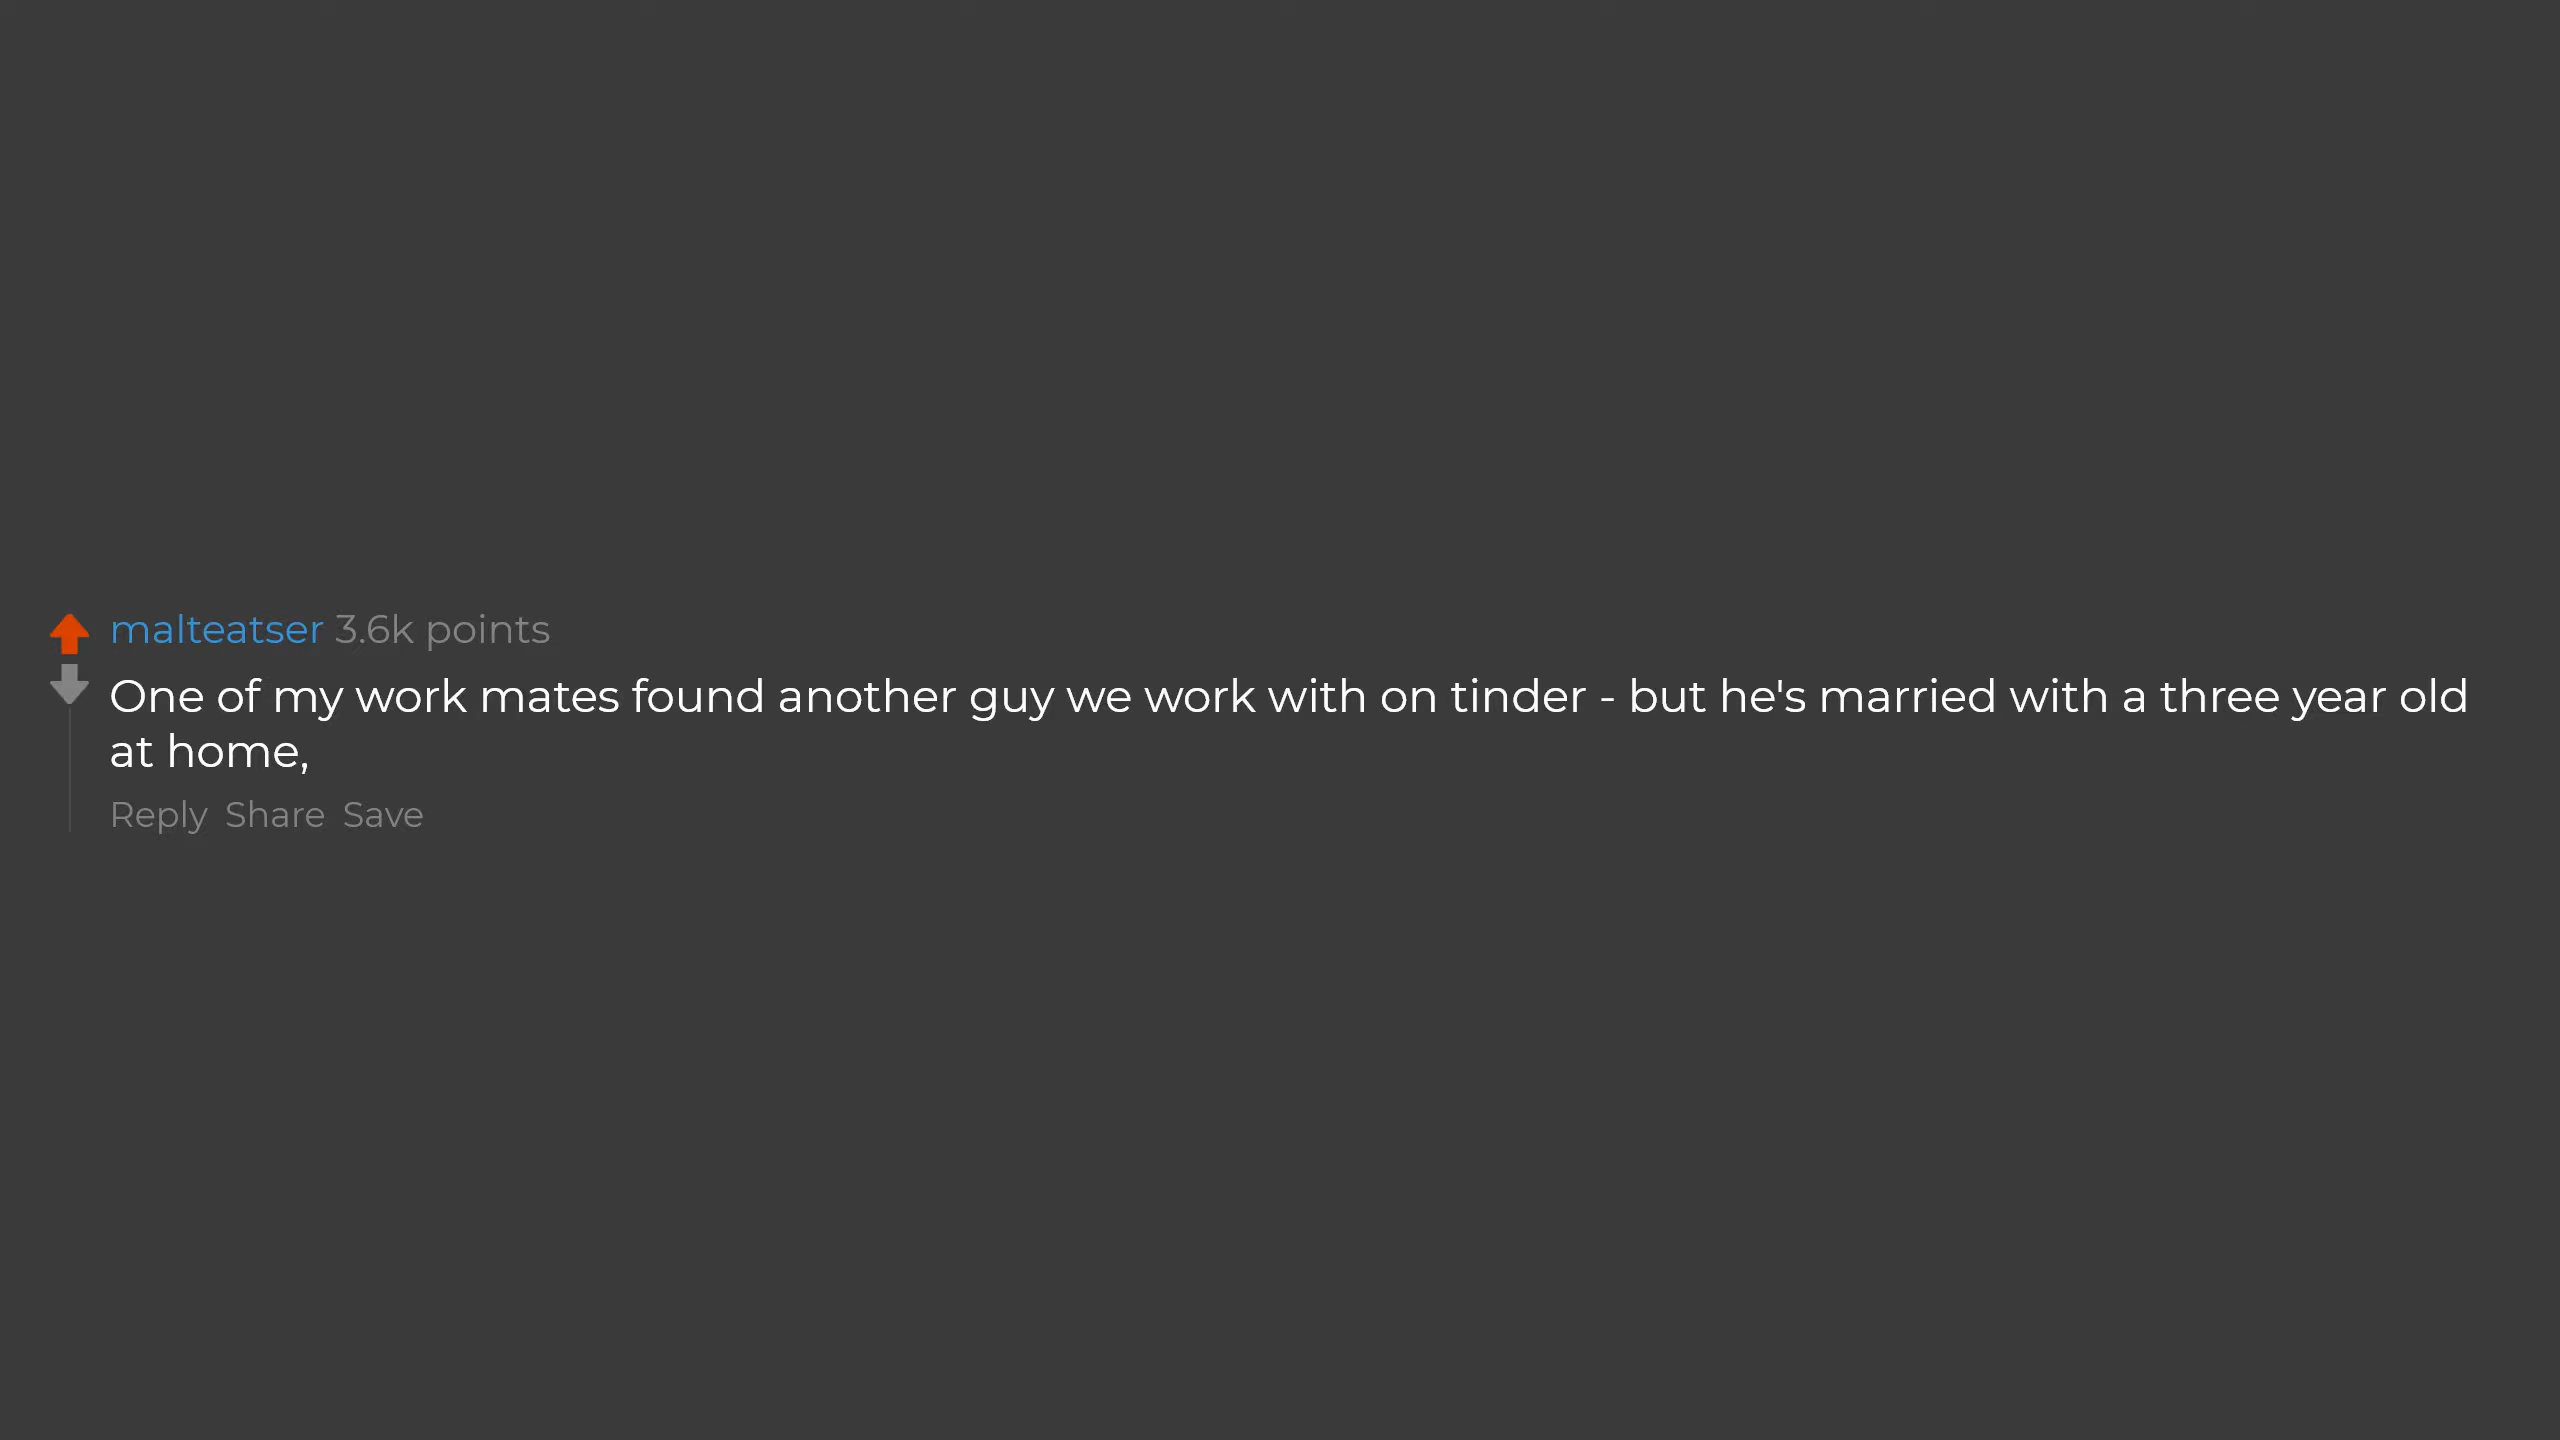 malteatser 3.6k points
One of my work mates found another guy we work with on tinder - but he's married with a three year old
at home,
Reply Share Save